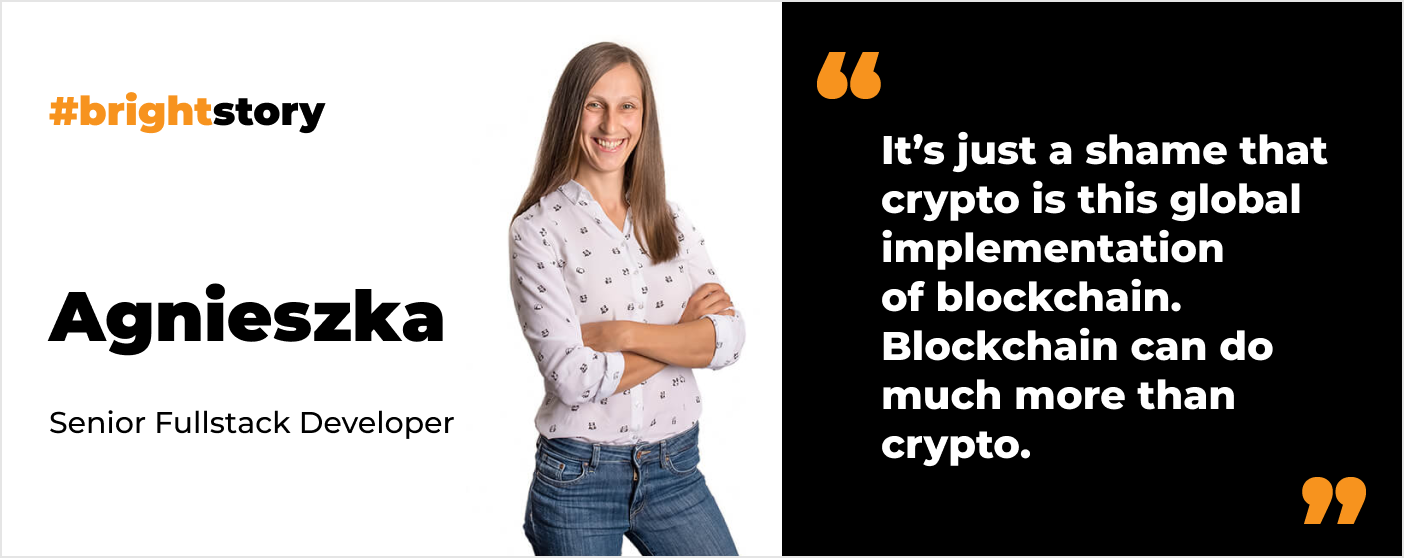 #brightstory
Agnieszka
Senior Fullstack Developer
“
It’s just a shame that
crypto is this global
implementation
of blockchain.
Blockchain can do
much more than
crypto.
”